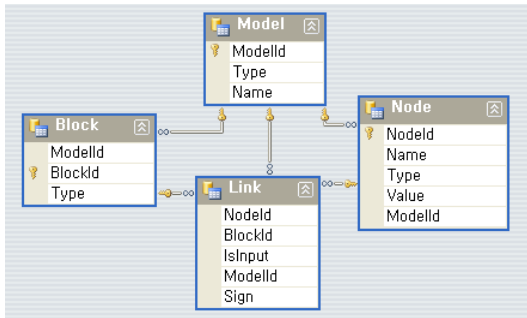 Model
ModelId
Type
Name
Block
ModelId
BlockId
Type
Node
NodeId
Name
Type
Value
ModelId
Link
NodeId
BlockId
IsInput
ModelId
Sign